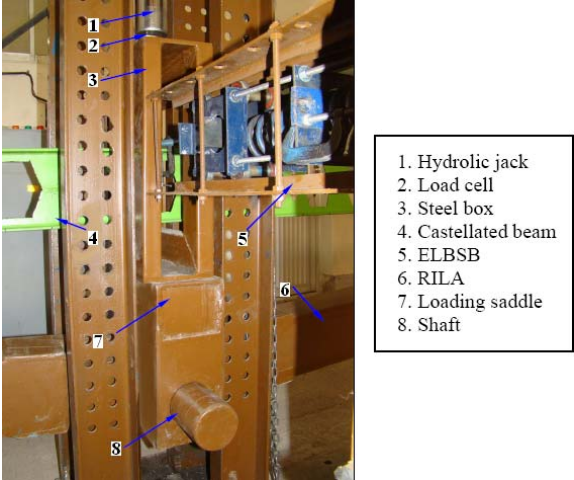 1
2
3
4
5
6
7
8
1. Hydrolic jack
2. Load cell
3. Steel box
4. Castellated beam
5. ELBSB
6. RILA
7. Loading saddle
8. Shaft